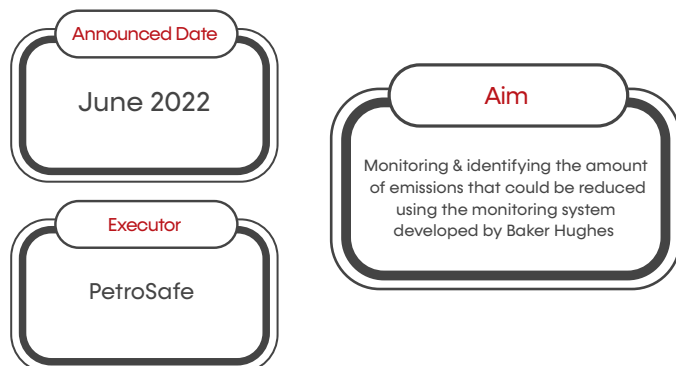 Announced Date
June 2022
Executor
PetroSafe
Aim
Monitoring & identifying the amount
of emissions that could be reduced
using the monitoring system
developed by Baker Hughes